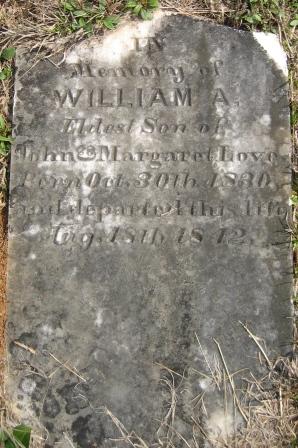 IN
Memory of
WILLIAM A.
Eldest Son of
John & Margaret Love.
Born Oct. 30th 1830.
and departed this life
Aug. 18th 1842.